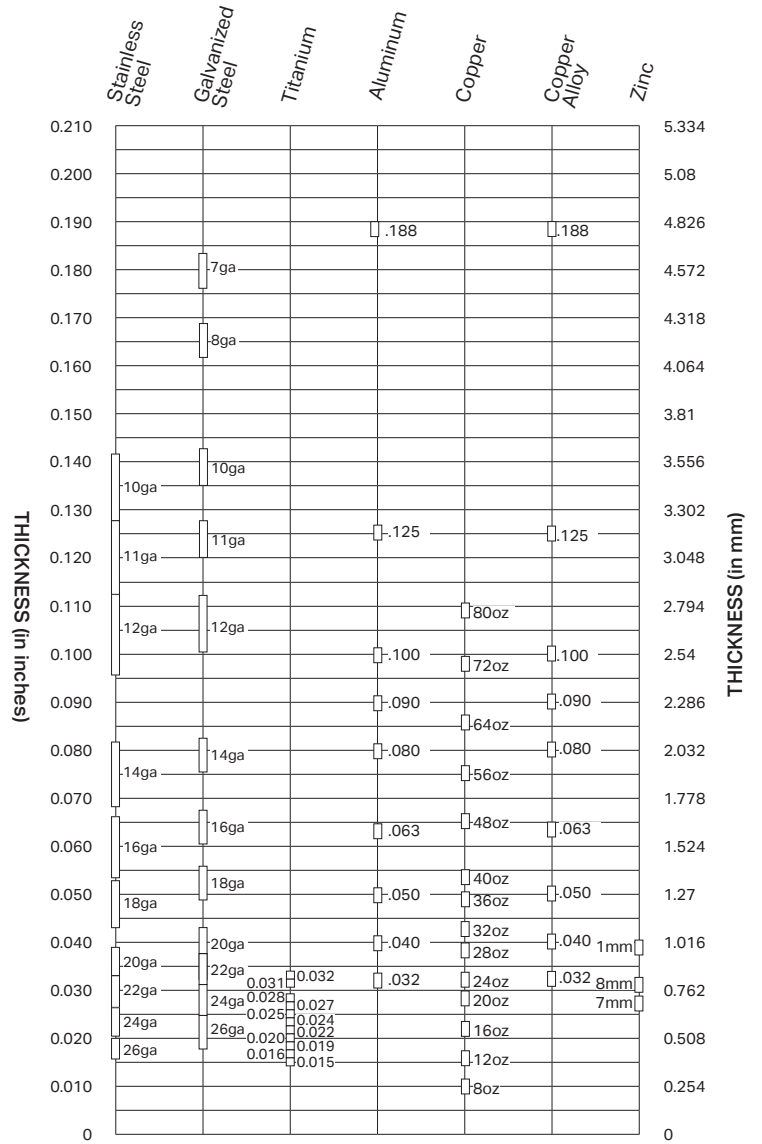 Stainless
Steel
Galvanized
Steel
Titanium
Aluminum
Copper
Copper
Alloy
Zinc
0.210 5.334
0.200 5.08
0.190 4.826
.188 .188
0.180 4.572
7ga
0.170 4.318
8ga
0.160 4.064
0.150 3.81
0.140 3.556
10ga
10ga
0.130 3.302
11ga .125 .125
11ga
0.120 3.048
0.110 2.794
80oz
12ga 12ga
0.100 .100 .100 2.54
72oz
0.090 .090 .090 2.286
64oz
0.080 14ga .080 .080 2.032
14ga 56oz
0.070 1.778
16ga .063 48oz .063
0.060 16ga 1.524
18ga 40oz
0.050 .050 36oz .050 1.27
18ga
32oz
0.040 20ga .040 28oz .040 1mm 1.016
20ga 22ga
0.031 0.032 .032 24oz .032
0.030 22ga 8mm 0.762
24ga 0.028 0.027 20oz 7mm
0.025 0.024
24ga 26ga 0.022 16oz
0.020 0.020 0.019 0.508
26ga 0.016 0.015 12oz
0.010 8oz 0.254
0 0
THICKNESS (in inches)
THICKNESS (in mm)